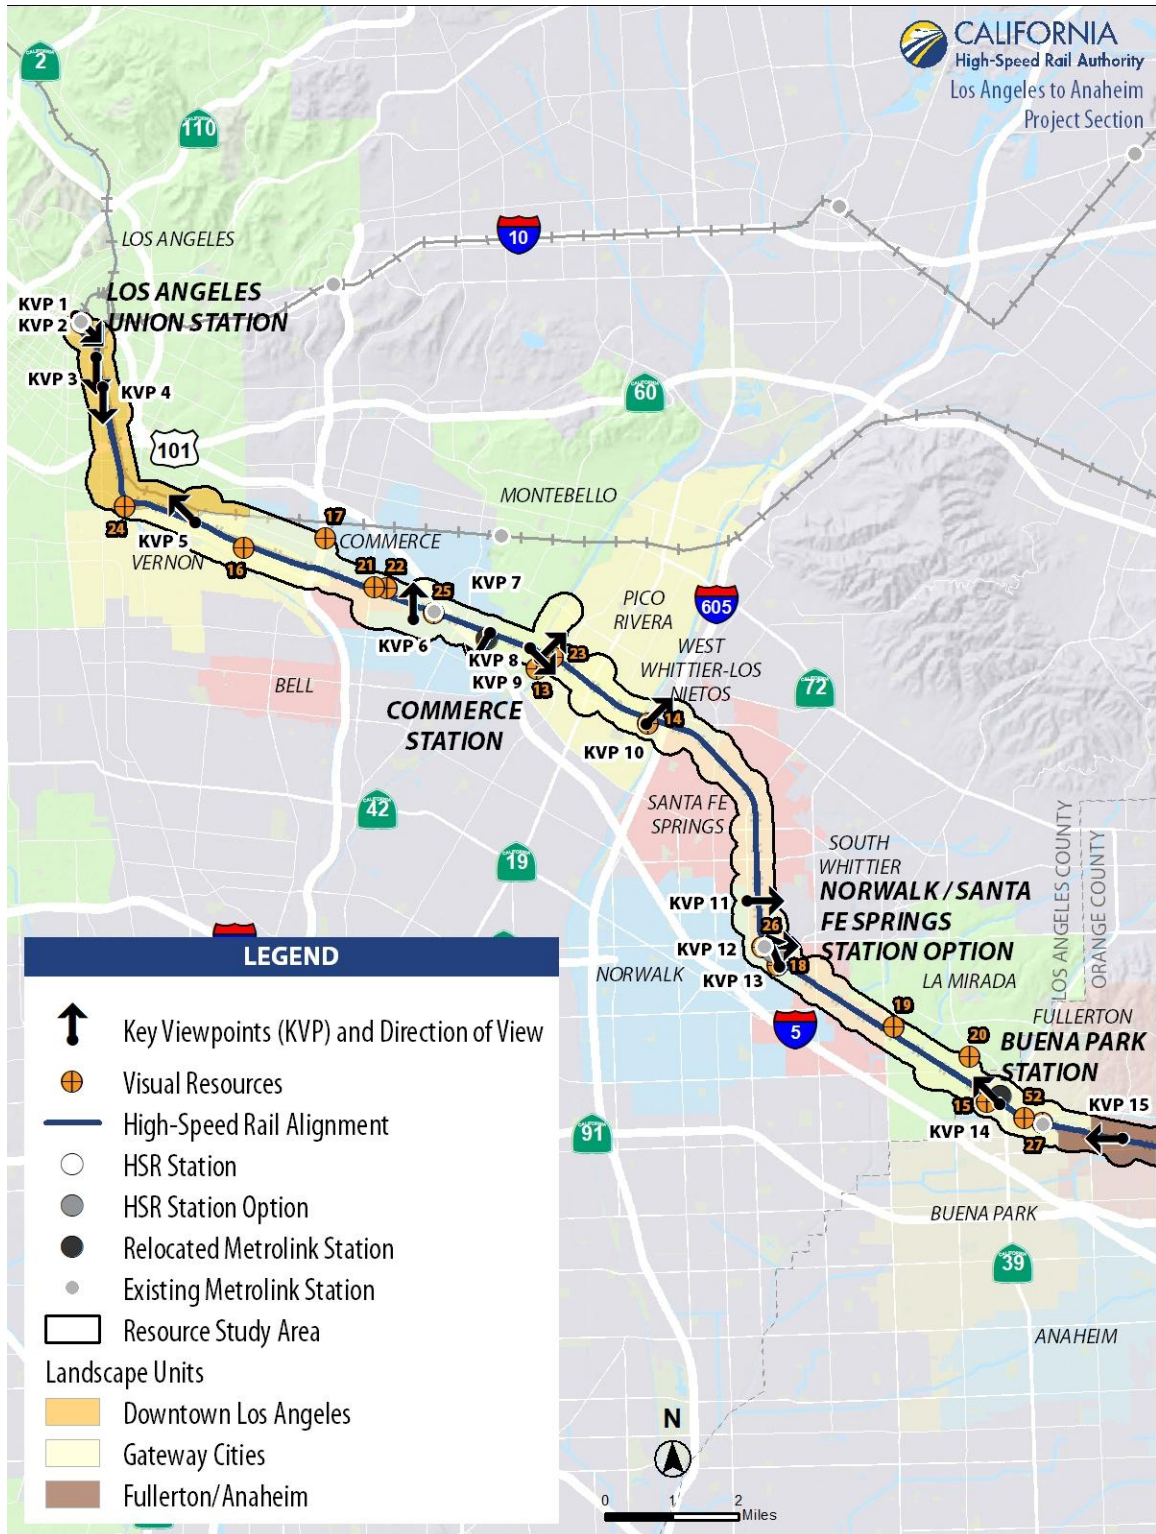 CALIFORNIA
High-Speed Rail Authority
Los Angeles to Anaheim
Project Section
CALIFORNIA
2
CALIFORNIA
110
10
LOS ANGELES
KVP 1
KVP 2
LOS ANGELES
UNION STATION
KVP 3
KVP 4
CALIFORNIA
60
101
MONTEBELLO
24
KVP 5
VERNON
16
17
COMMERCE
21
22
25
KVP 7
KVP 6
KVP 8
KVP 9
23
13
PICO
RIVERA
605
WEST
WHITTIER-LOS
NIETOS
CALIFORNIA
72
BELL
COMMERCE
STATION
14
KVP 10
CALIFORNIA
42
CALIFORNIA
19
SANTA FE
SPRINGS
SOUTH
WHITTIER
LOS ANGELES COUNTY
ORANGE COUNTY
KVP 11
NORWALK / SANTA
FE SPRINGS
STATION OPTION
26
KVP 12
KVP 13
18
NORWALK
LA MIRADA
5
19
FULLERTON
20
BUENA PARK
STATION
15
52
KVP 15
KVP 14
27
CALIFORNIA
91
BUENA PARK
CALIFORNIA
39
ANAHEIM
LEGEND
Key Viewpoints (KVP) and Direction of View
Visual Resources
High-Speed Rail Alignment
HSR Station
HSR Station Option
Relocated Metrolink Station
Existing Metrolink Station
Resource Study Area
Landscape Units
Downtown Los Angeles
Gateway Cities
Fullerton/Anaheim
N
0 1 2
Miles